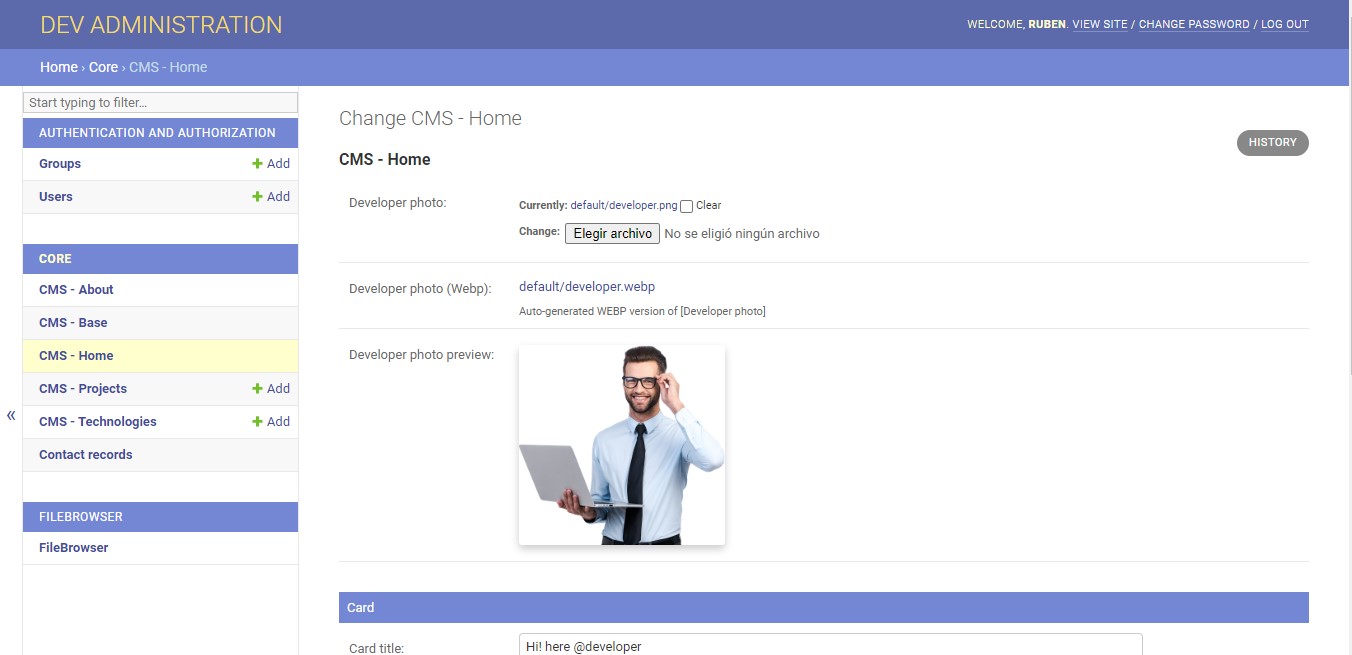 DEV ADMINISTRATION
WELCOME, RUBEN. VIEW SITE / CHANGE PASSWORD / LOG OUT
Home › Core › CMS - Home
Start typing to filter...
AUTHENTICATION AND AUTHORIZATION
Groups
Add
Users
Add
CORE
CMS - About
CMS - Base
CMS - Home
CMS - Projects
Add
CMS - Technologies
Add
Contact records
FILEBROWSER
FileBrowser
«
Change CMS - Home
HISTORY
CMS - Home
Developer photo:
Currently: default/developer.png Clear
Change: Elegir archivo No se eligió ningún archivo
Developer photo (Webp):
default/developer.webp
Auto-generated WEBP version of [Developer photo]
Developer photo preview:
Card
Card title:
Hi! here @developer